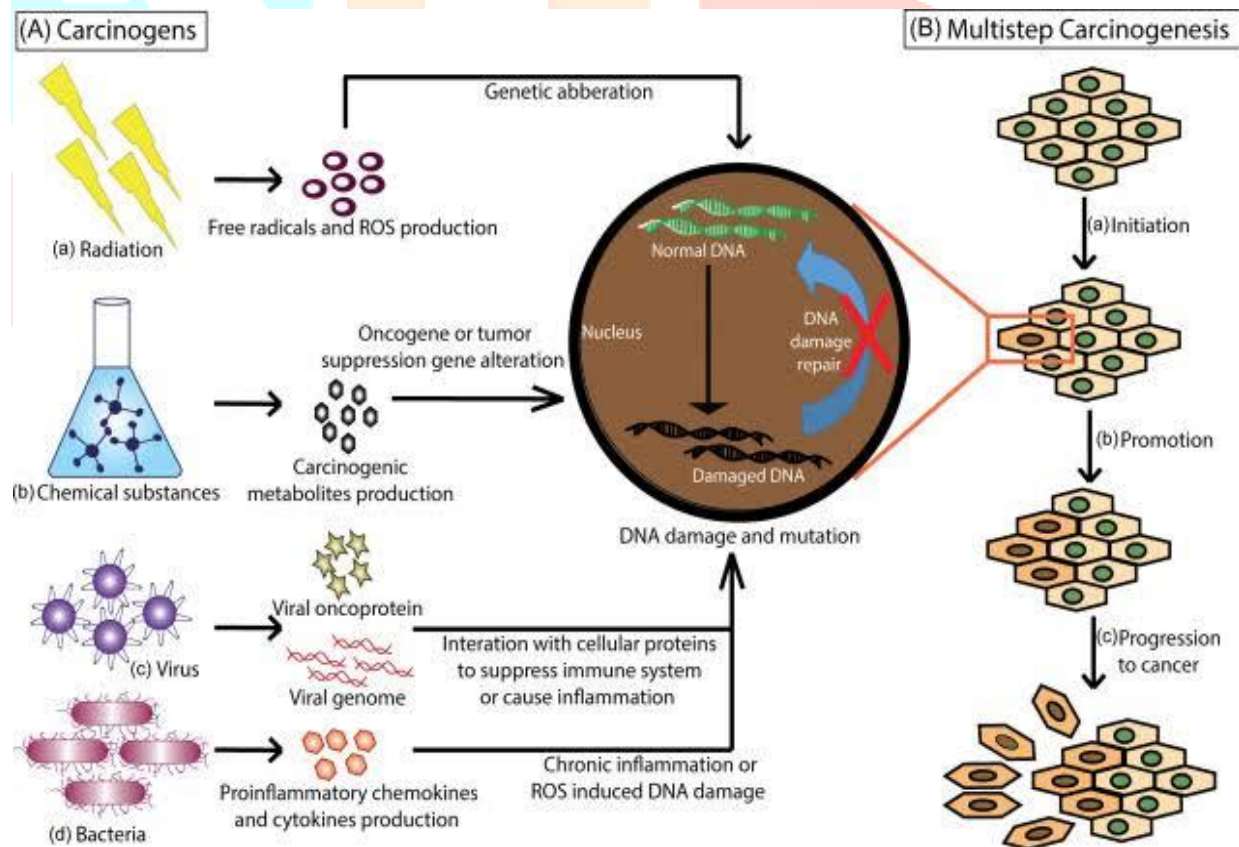 (A) Carcinogens
Genetic abberation
Free radicals and ROS production
(a) Radiation
Oncogene or tumor
suppression gene alteration
Carcinogenic
metabolites production
(b) Chemical substances
Normal DNA
Nucleus
DNA
damage
repair
Damaged DNA
DNA damage and mutation
Viral oncoprotein
(c) Virus
Viral genome
Interation with cellular proteins
to suppress immune system
or cause inflammation
Proinflammatory chemokines
and cytokines production
(d) Bacteria
Chronic inflammation or
ROS induced DNA damage
(B) Multistep Carcinogenesis
(a) Initiation
(b) Promotion
(c) Progression
to cancer